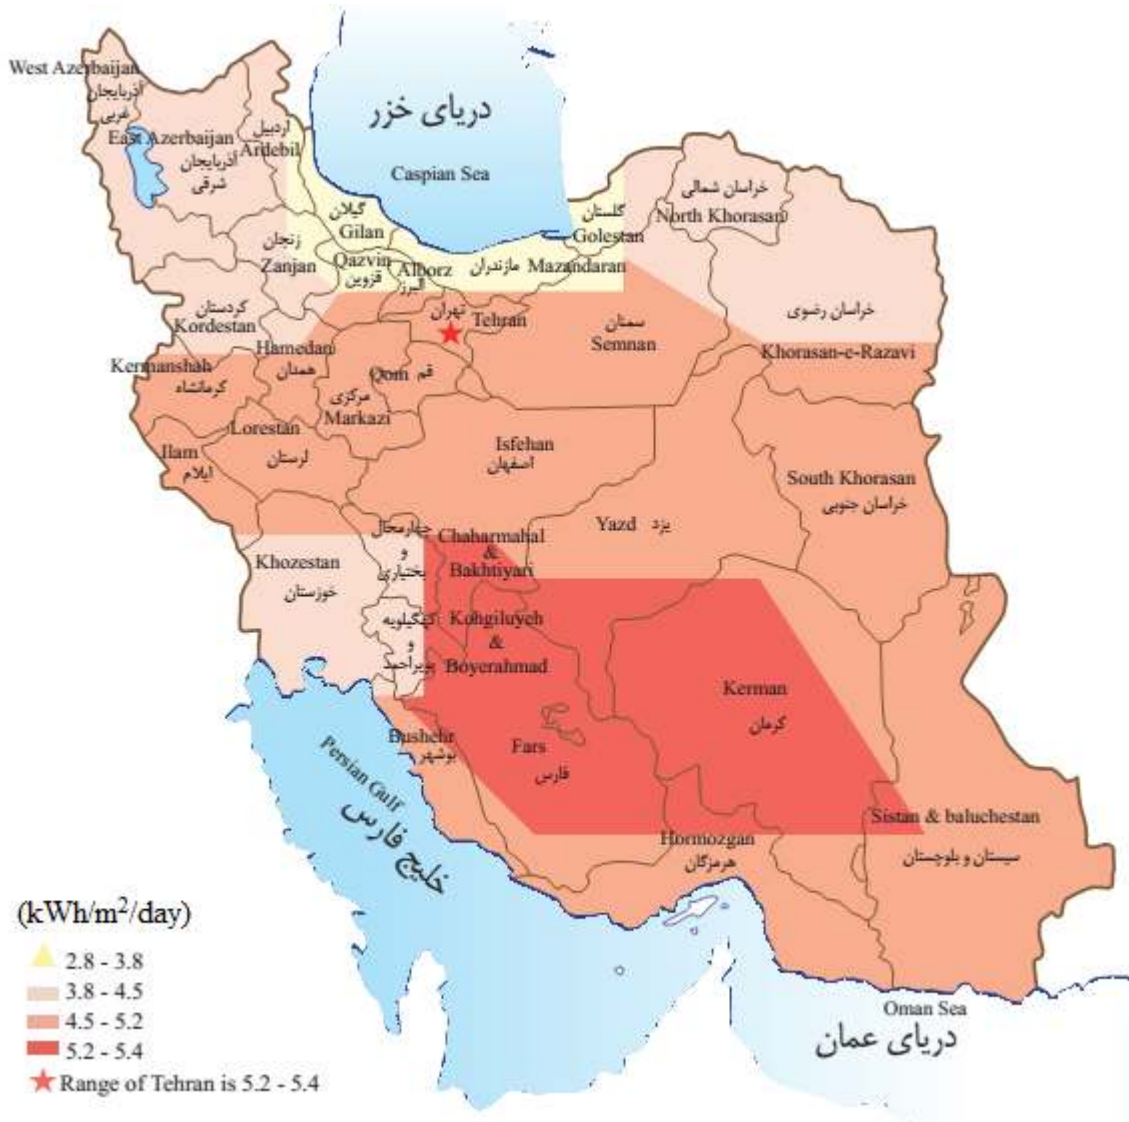 West Azerbaijan
آذربایجان
غربی
East Azerbaijan
آذربایجان
شرقی
اردبیل
Ardebil
دریای خزر
Caspian Sea
گیلان
Gilan
زنجان
Zanjan
Qazvin
قزوین
Alborz
البرز
مازندران
Mazandaran
گلستان
Golestan
خراسان شمالی
North Khorasan
خراسان رضوی
Khorasan-e-Razavi
کردستان
Kordestan
تهران
Tehran
سمنان
Semnan
Kermanshah
کرمانشاه
Hamedan
همدان
Qom قم
مرکزی
Markazi
Lorestan
لرستان
Ilam
ایلام
Isfehan
اصفهان
South Khorasan
خراسان جنوبی
Yazd یزد
Khozestan
خوزستان
چهارمحال
و
بختیاری
Chaharmahal
&
Bakhtiyari
کهگیلویه
و
بویراحمد
Kohgiluyeh
&
Boyerahmad
Kerman
کرمان
Bushehr
بوشهر
Fars
فارس
Persian Gulf
خلیج فارس
Hormozgan
هرمزگان
Sistan & baluchestan
سیستان و بلوچستان
Oman Sea
دریای عمان
(kWh/m²/day)
2.8 - 3.8
3.8 - 4.5
4.5 - 5.2
5.2 - 5.4
Range of Tehran is 5.2 - 5.4